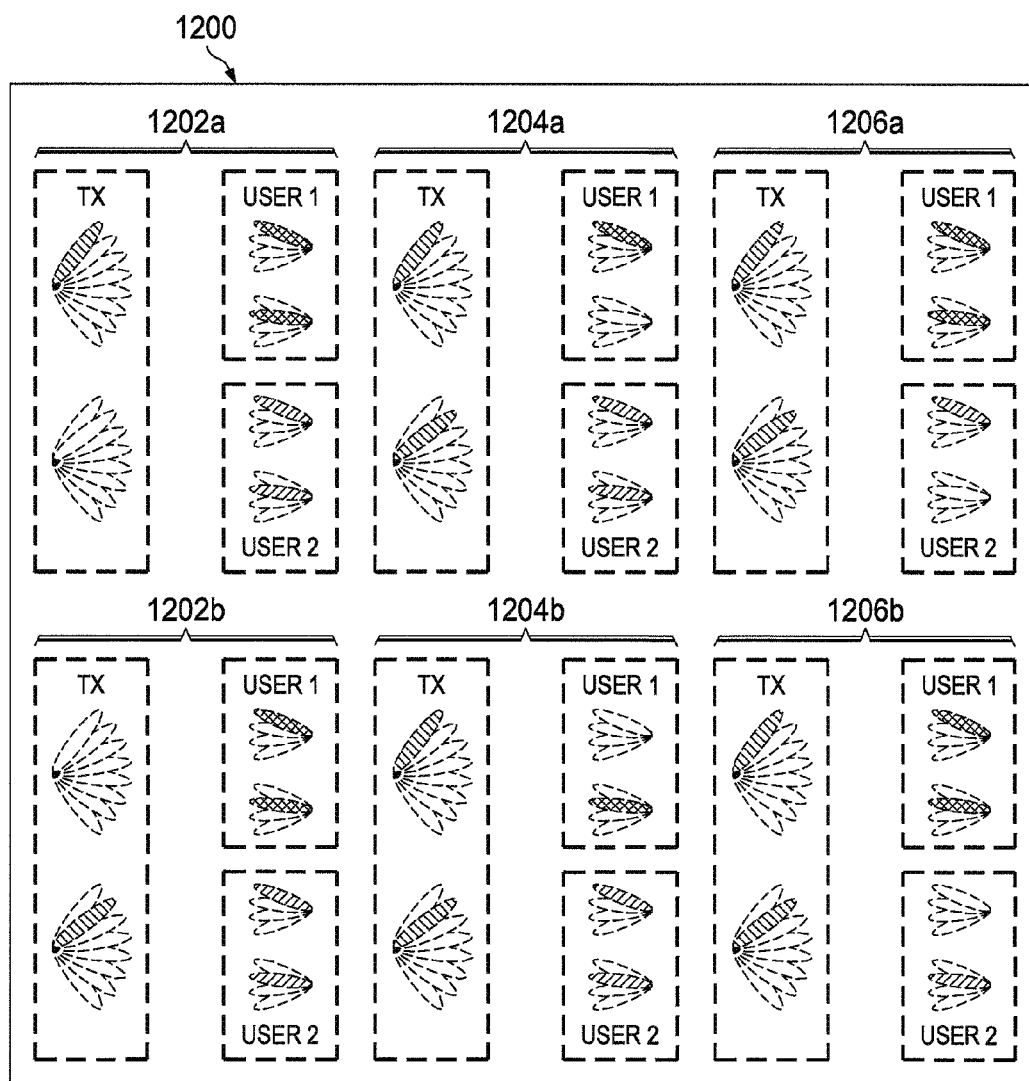 1200
1202a 1204a 1206a
TX USER 1 TX USER 1 TX USER 1
USER 2 USER 2 USER 2
1202b 1204b 1206b
TX USER 1 TX USER 1 TX USER 1
USER 2 USER 2 USER 2